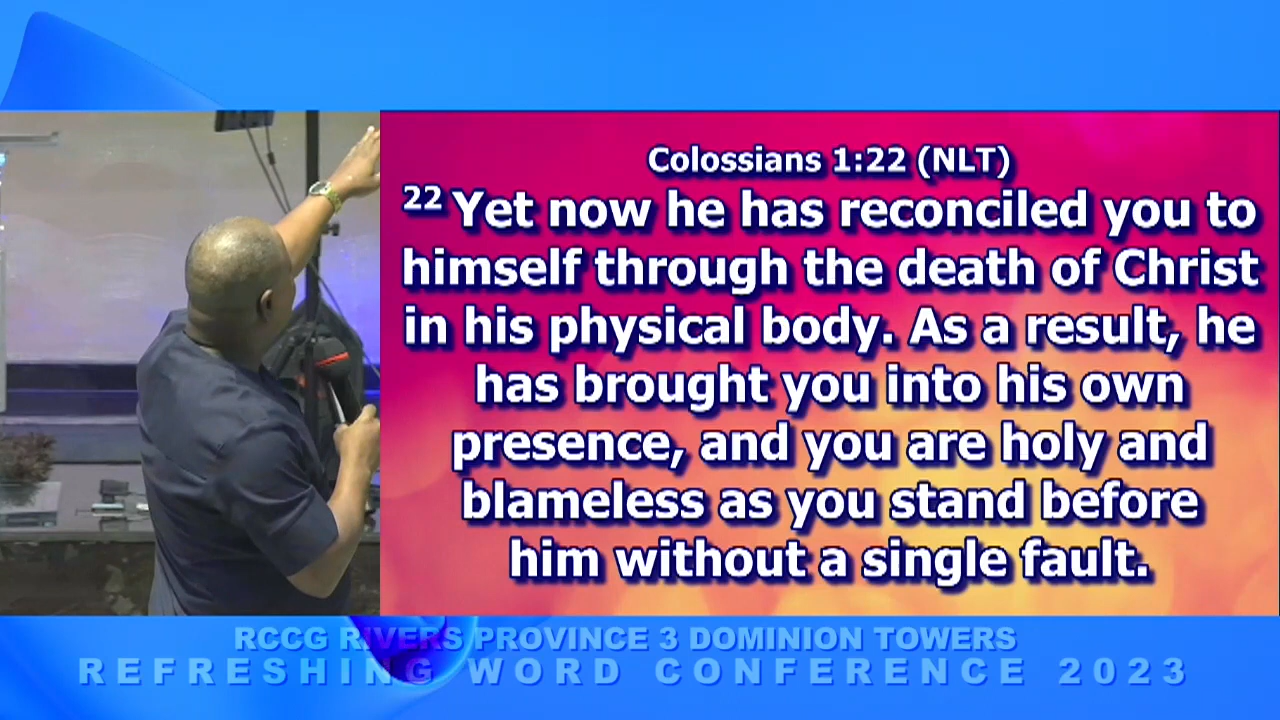 Colossians 1:22 (NLT)
22 Yet now he has reconciled you to
himself through the death of Christ
in his physical body. As a result, he
has brought you into his own
presence, and you are holy and
blameless as you stand before
him without a single fault.
RCCG RIVERS PROVINCE 3 DOMINION TOWERS
REFRESHING WORD CONFERENCE 2023